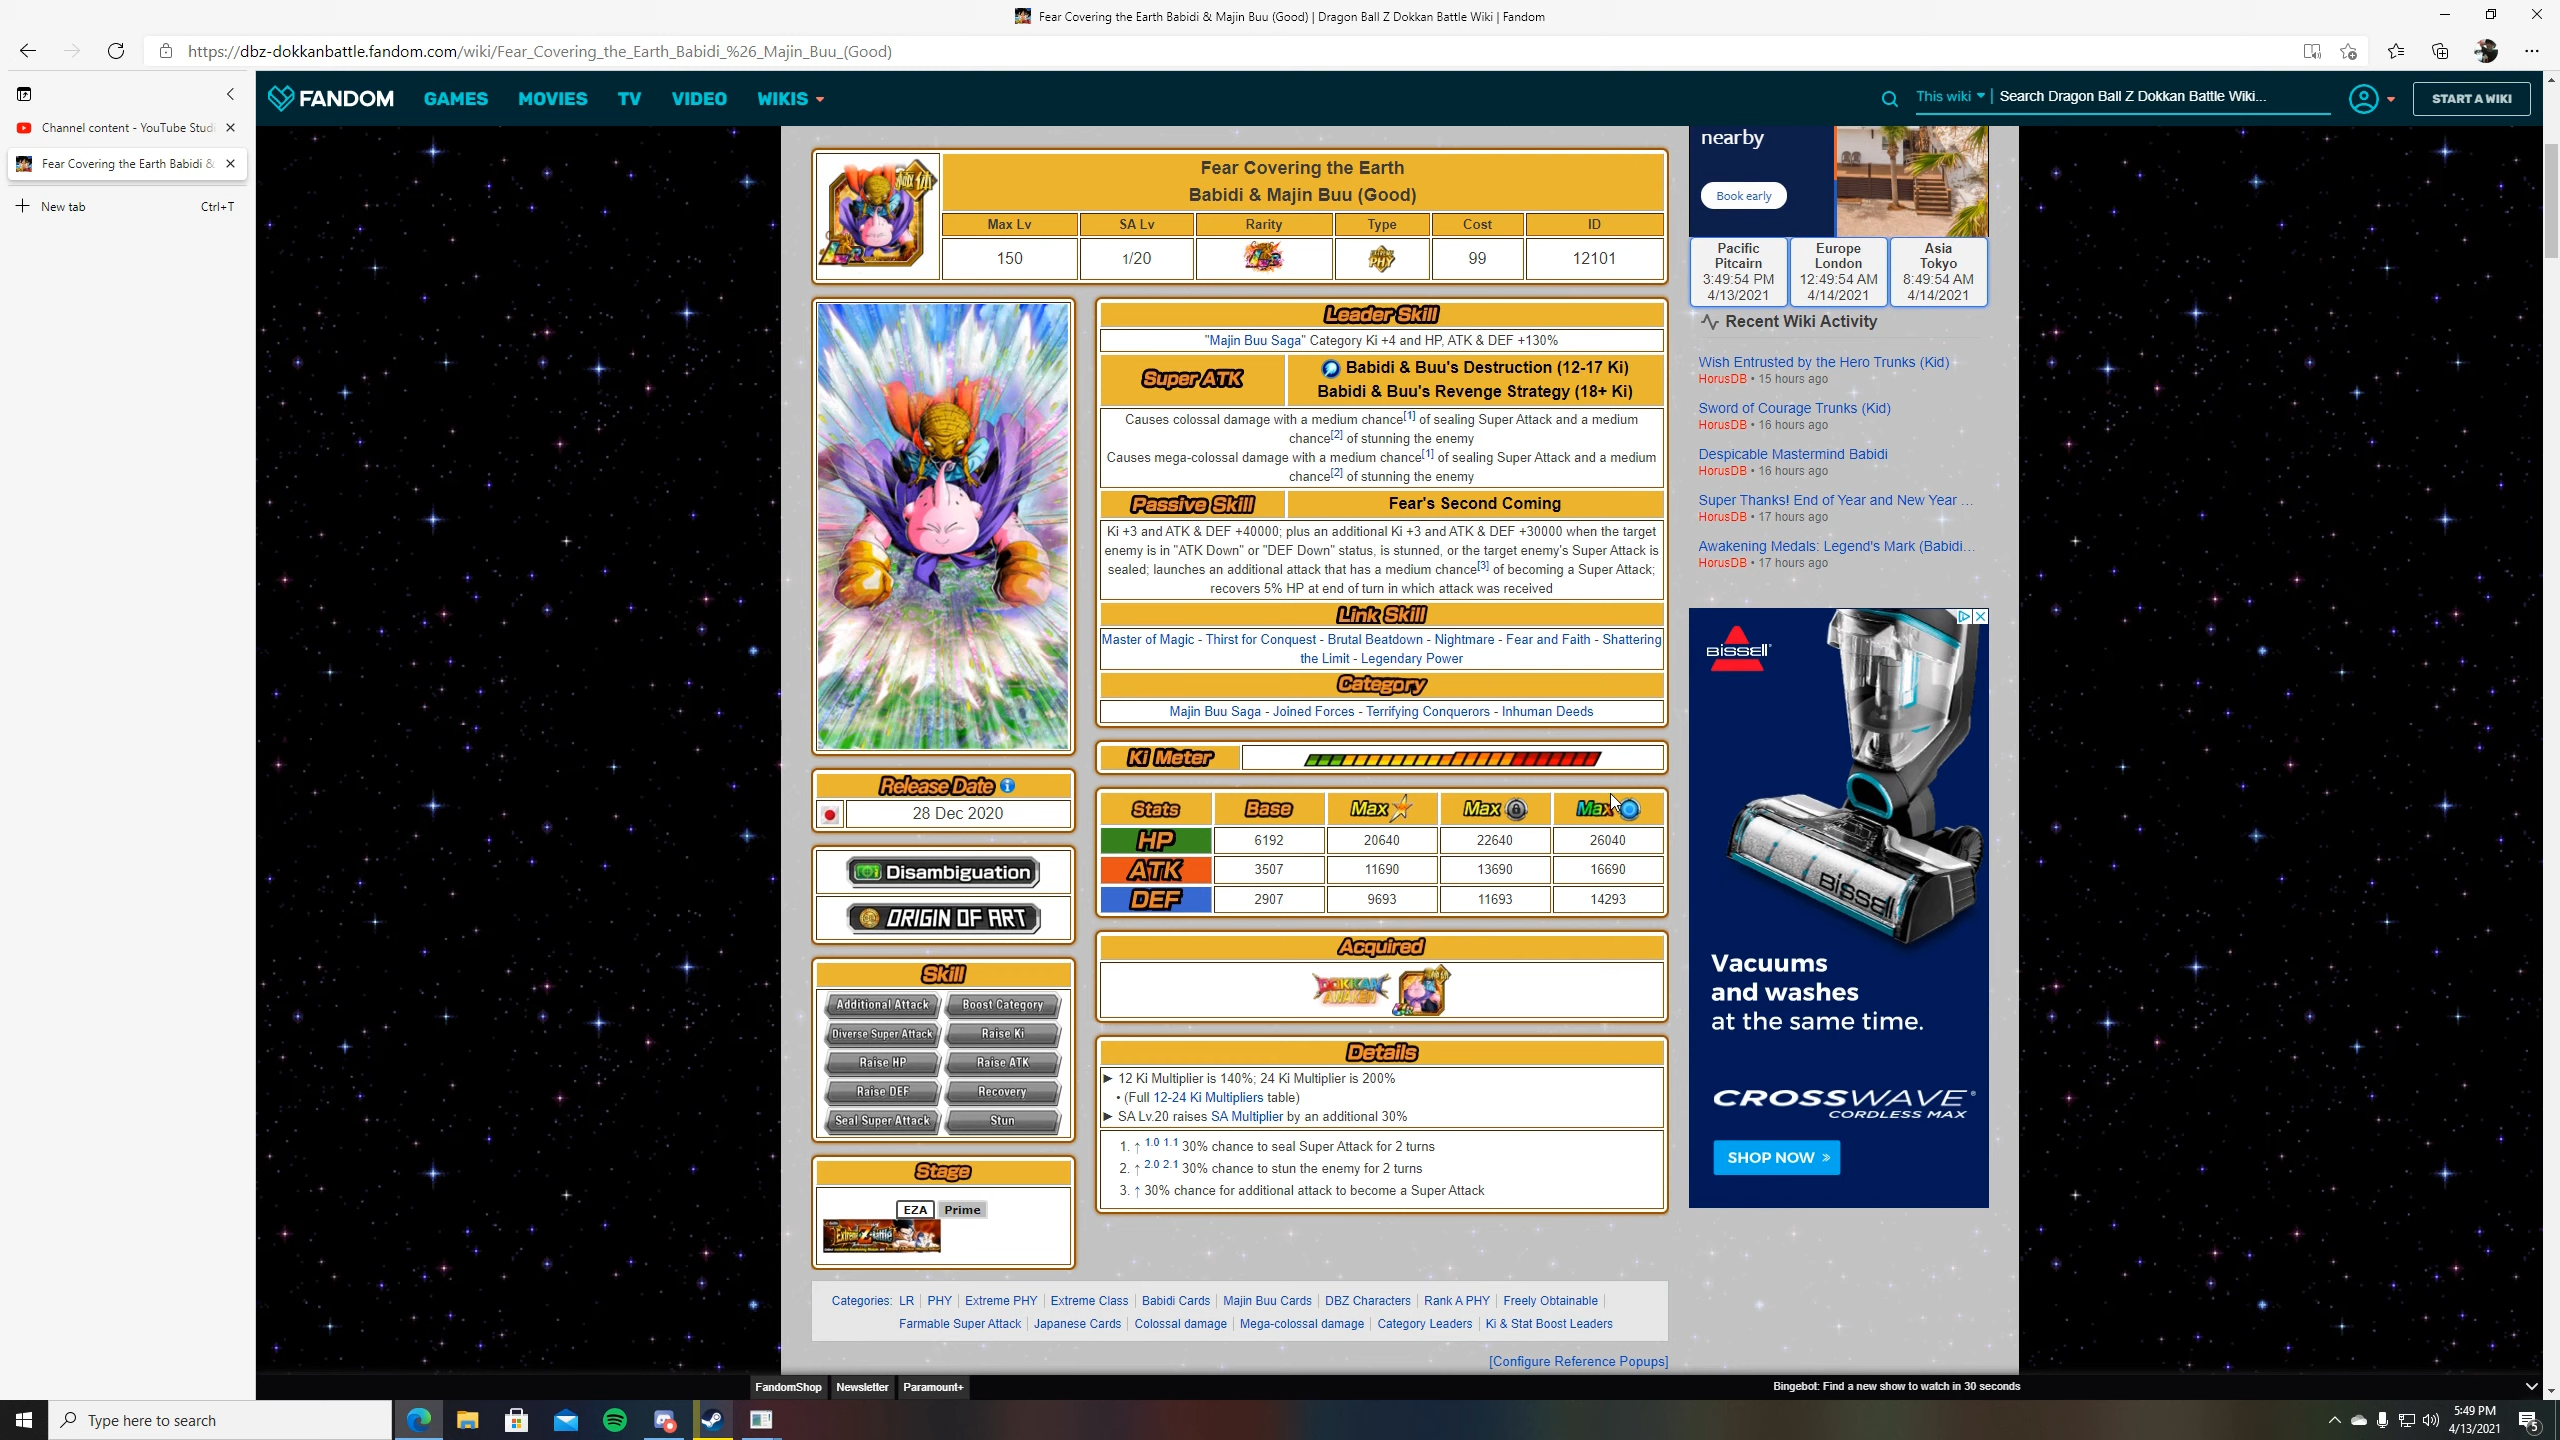 Fear Covering the Earth Babidi & Majin Buu (Good) | Dragon Ball Z Dokkan Battle Wiki | Fandom
https://dbz-dokkanbattle.fandom.com/wiki/Fear_Covering_the_Earth_Babidi_%26_Majin_Buu_(Good)
Channel content - YouTube Studi
Fear Covering the Earth Babidi &
New tab Ctrl+T
FANDOM GAMES MOVIES TV VIDEO WIKIS This wiki Search Dragon Ball Z Dokkan Battle Wiki... START A WIKI
Fear Covering the Earth
Babidi & Majin Buu (Good)
Max Lv SA Lv Rarity Type Cost ID
150 1/20 LR PHY 99 12101
Leader Skill
"Majin Buu Saga" Category Ki +4 and HP, ATK & DEF +130%
Super ATK
Babidi & Buu's Destruction (12-17 Ki)
Babidi & Buu's Revenge Strategy (18+ Ki)
Causes colossal damage with a medium chance[1] of sealing Super Attack and a medium
chance[2] of stunning the enemy
Causes mega-colossal damage with a medium chance[1] of sealing Super Attack and a medium
chance[2] of stunning the enemy
Passive Skill Fear's Second Coming
Ki +3 and ATK & DEF +40000; plus an additional Ki +3 and ATK & DEF +30000 when the target
enemy is in "ATK Down" or "DEF Down" status, is stunned, or the target enemy's Super Attack is
sealed; launches an additional attack that has a medium chance[3] of becoming a Super Attack;
recovers 5% HP at end of turn in which attack was received
Link Skill
Master of Magic - Thirst for Conquest - Brutal Beatdown - Nightmare - Fear and Faith - Shattering
the Limit - Legendary Power
Category
Majin Buu Saga - Joined Forces - Terrifying Conquerors - Inhuman Deeds
Ki Meter
Stats Base Max Max Max
HP 6192 20640 22640 26040
ATK 3507 11690 13690 16690
DEF 2907 9693 11693 14293
Acquired
DOKKAN AWAKEN
Details
► 12 Ki Multiplier is 140%; 24 Ki Multiplier is 200%
• (Full 12-24 Ki Multipliers table)
► SA Lv.20 raises SA Multiplier by an additional 30%
1. ↑ 1.0 1.1 30% chance to seal Super Attack for 2 turns
2. ↑ 2.0 2.1 30% chance to stun the enemy for 2 turns
3. ↑ 30% chance for additional attack to become a Super Attack
Release Date
28 Dec 2020
Disambiguation
ORIGIN OF ART
Skill
Additional Attack Boost Category
Diverse Super Attack Raise Ki
Raise HP Raise ATK
Raise DEF Recovery
Seal Super Attack Stun
Stage
EZA Prime
Extreme Z-Battle
Categories: LR PHY Extreme PHY Extreme Class Babidi Cards Majin Buu Cards DBZ Characters Rank A PHY Freely Obtainable
Farmable Super Attack Japanese Cards Colossal damage Mega-colossal damage Category Leaders Ki & Stat Boost Leaders
[Configure Reference Popups]
nearby
Book early
Pacific
Pitcairn
3:49:54 PM
4/13/2021
Europe
London
12:49:54 AM
4/14/2021
Asia
Tokyo
8:49:54 AM
4/14/2021
Recent Wiki Activity
Wish Entrusted by the Hero Trunks (Kid)
HorusDB • 15 hours ago
Sword of Courage Trunks (Kid)
HorusDB • 16 hours ago
Despicable Mastermind Babidi
HorusDB • 16 hours ago
Super Thanks! End of Year and New Year ...
HorusDB • 17 hours ago
Awakening Medals: Legend's Mark (Babidi...
HorusDB • 17 hours ago
BISSELL
BISSELL
Vacuums
and washes
at the same time.
CROSSWAVE
CORDLESS MAX
SHOP NOW »
FandomShop Newsletter Paramount+ Bingebot: Find a new show to watch in 30 seconds
Type here to search
5:49 PM
4/13/2021
5